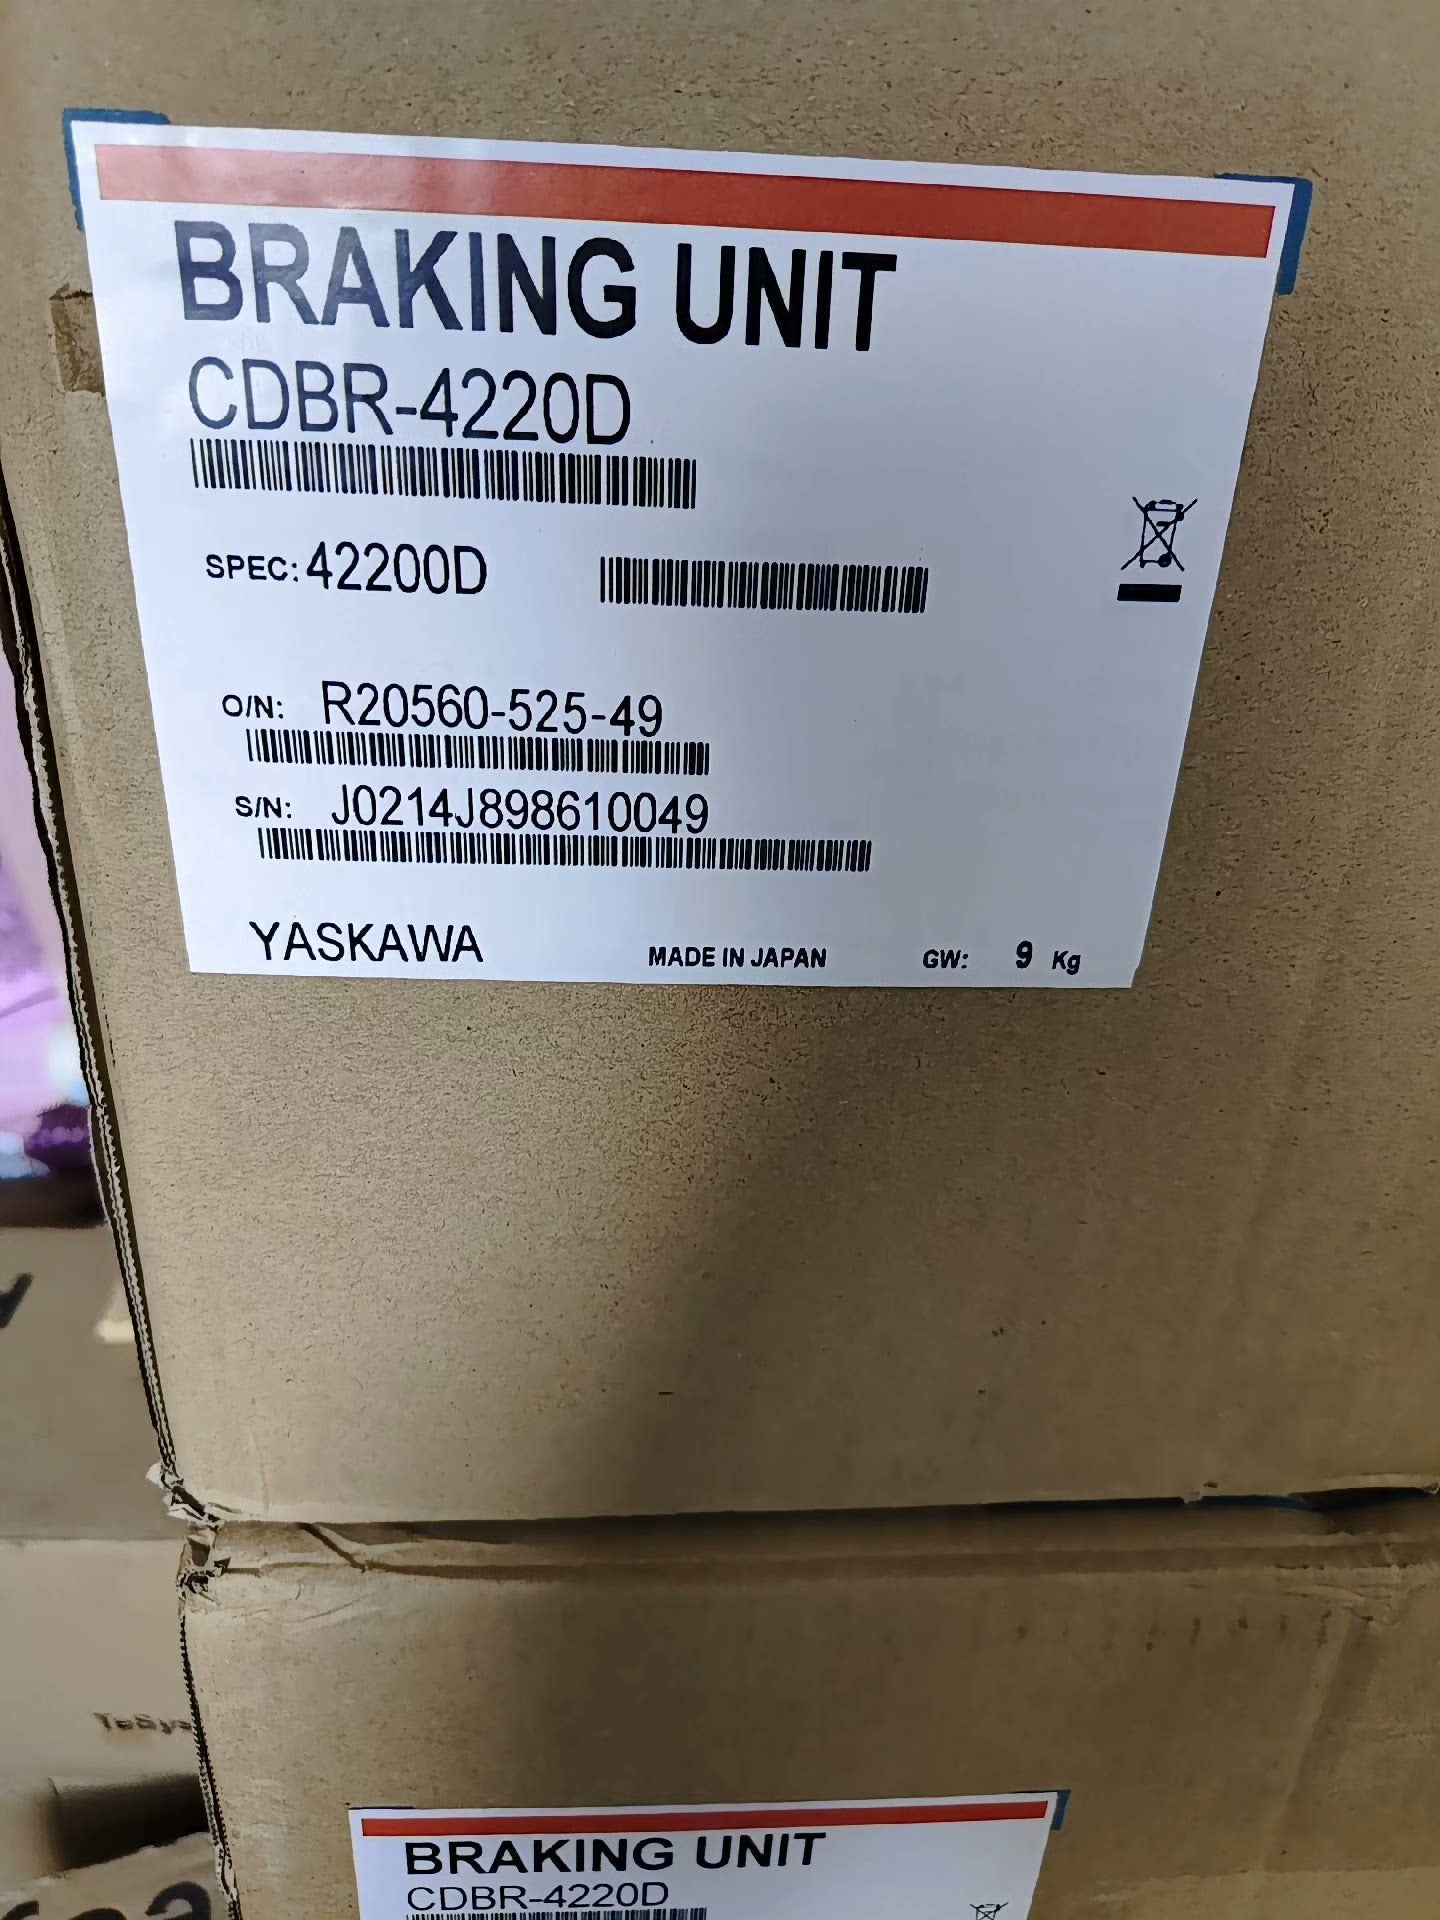 BRAKING UNIT
CDBR-4220D
SPEC: 42200D
O/N: R20560-525-49
S/N: J0214J898610049
YASKAWA MADE IN JAPAN GW: 9 Kg
BRAKING UNIT
CDBR-4220D